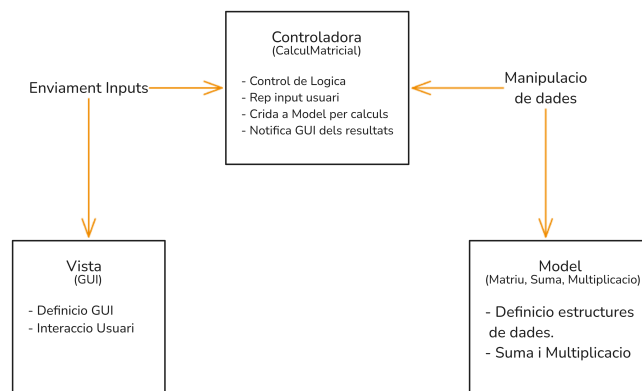 Controladora
(CalculMatricial)
- Control de Logica
- Rep input usuari
- Crida a Model per calculs
- Notifica GUI dels resultats
Enviament Inputs
Manipulacio
de dades
Vista
(GUI)
- Definicio GUI
- Interaccio Usuari
Model
(Matriu, Suma, Multiplicacio)
- Definicio estructures
de dades.
- Suma i Multiplicacio